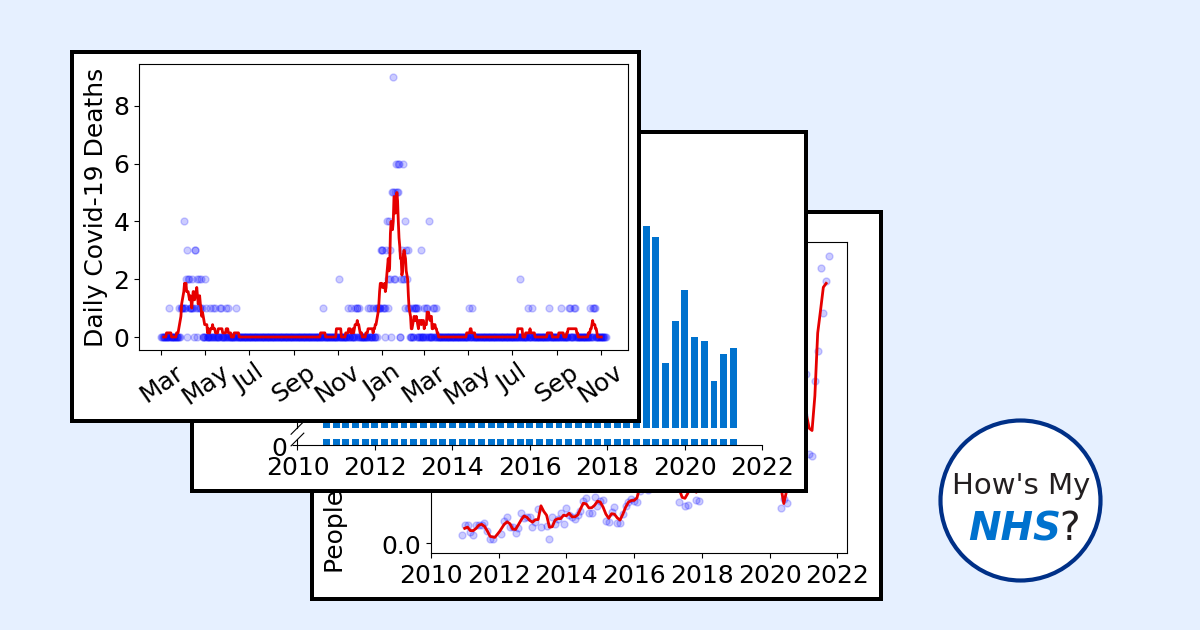 Daily Covid-19 Deaths
8
6
4
2
0
Mar May Jul Sep Nov Jan Mar May Jul Sep Nov
0
2010 2012 2014 2016 2018 2020 2022
People
0.0
2010 2012 2014 2016 2018 2020 2022
How's My
NHS?